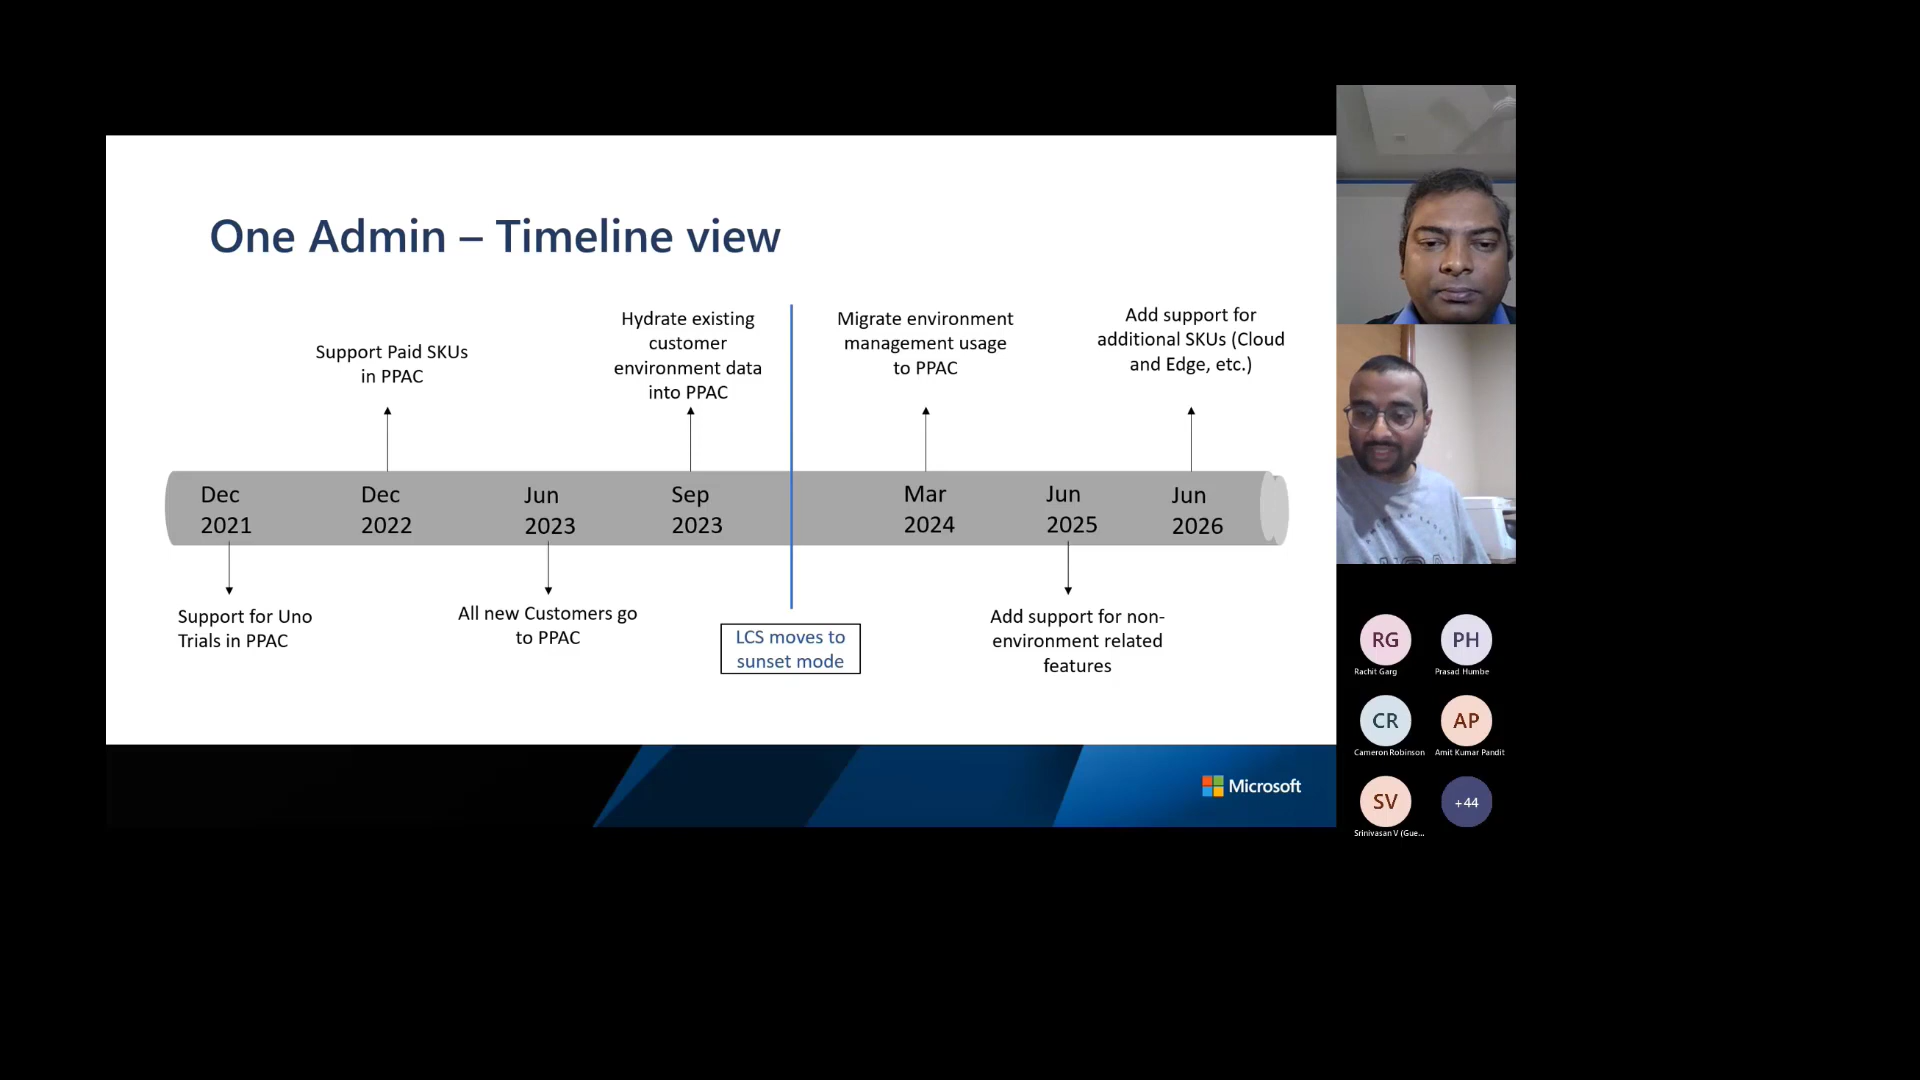 One Admin – Timeline view
Support Paid SKUs
in PPAC
Hydrate existing
customer
environment data
into PPAC
Migrate environment
management usage
to PPAC
Add support for
additional SKUs (Cloud
and Edge, etc.)
Dec
2021
Dec
2022
Jun
2023
Sep
2023
Mar
2024
Jun
2025
Jun
2026
Support for Uno
Trials in PPAC
All new Customers go
to PPAC
LCS moves to
sunset mode
Add support for non-
environment related
features
Microsoft
RG
Rachit Garg
PH
Prasad Humbe
CR
Cameron Robinson
AP
Amit Kumar Pandit
SV
Srinivasan V (Gue...
+44